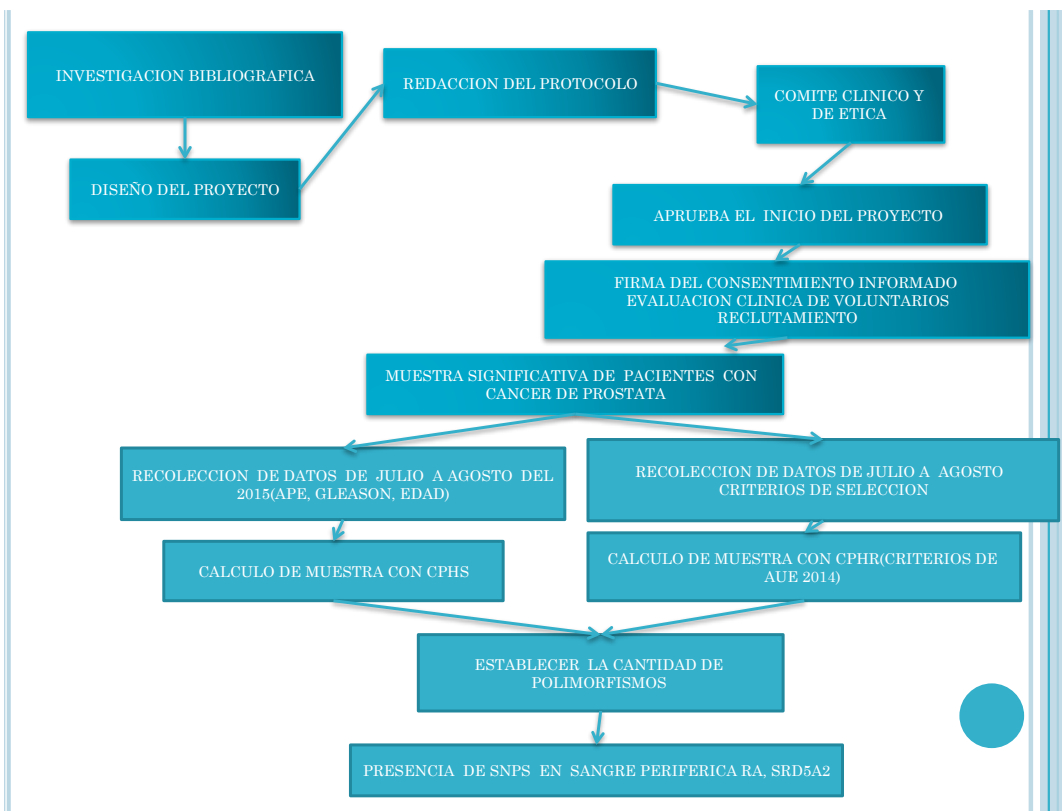 INVESTIGACION BIBLIOGRAFICA
DISEÑO DEL PROYECTO
REDACCION DEL PROTOCOLO
COMITE CLINICO Y
DE ETICA
APRUEBA EL INICIO DEL PROYECTO
FIRMA DEL CONSENTIMIENTO INFORMADO
EVALUACION CLINICA DE VOLUNTARIOS
RECLUTAMIENTO
MUESTRA SIGNIFICATIVA DE PACIENTES CON
CANCER DE PROSTATA
RECOLECCION DE DATOS DE JULIO A AGOSTO DEL
2015(APE, GLEASON, EDAD)
RECOLECCION DE DATOS DE JULIO A AGOSTO
CRITERIOS DE SELECCION
CALCULO DE MUESTRA CON CPHS
CALCULO DE MUESTRA CON CPHR(CRITERIOS DE
AUE 2014)
ESTABLECER LA CANTIDAD DE
POLIMORFISMOS
PRESENCIA DE SNPS EN SANGRE PERIFERICA RA, SRD5A2